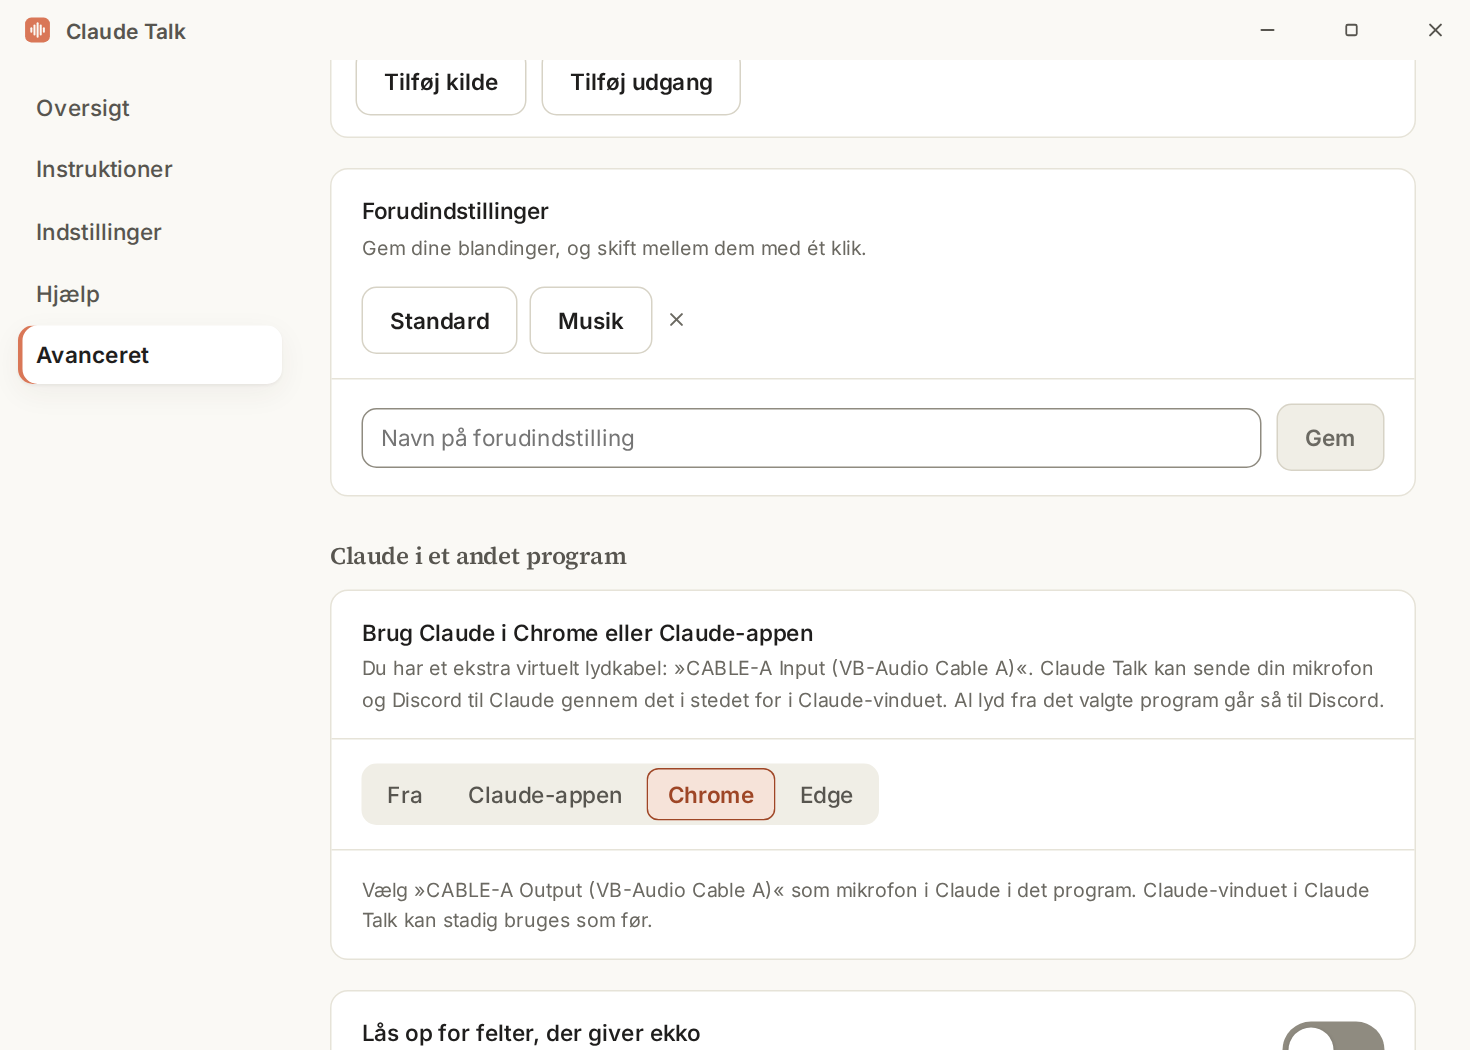 Claude Talk
Oversigt
Instruktioner
Indstillinger
Hjælp
Avanceret
Tilføj kilde
Tilføj udgang
Forudindstillinger
Gem dine blandinger, og skift mellem dem med ét klik.
Standard
Musik
Navn på forudindstilling
Gem
Claude i et andet program
Brug Claude i Chrome eller Claude-appen
Du har et ekstra virtuelt lydkabel: »CABLE-A Input (VB-Audio Cable A)«. Claude Talk kan sende din mikrofon
og Discord til Claude gennem det i stedet for i Claude-vinduet. Al lyd fra det valgte program går så til Discord.
Fra
Claude-appen
Chrome
Edge
Vælg »CABLE-A Output (VB-Audio Cable A)« som mikrofon i Claude i det program. Claude-vinduet i Claude
Talk kan stadig bruges som før.
Lås op for felter, der giver ekko